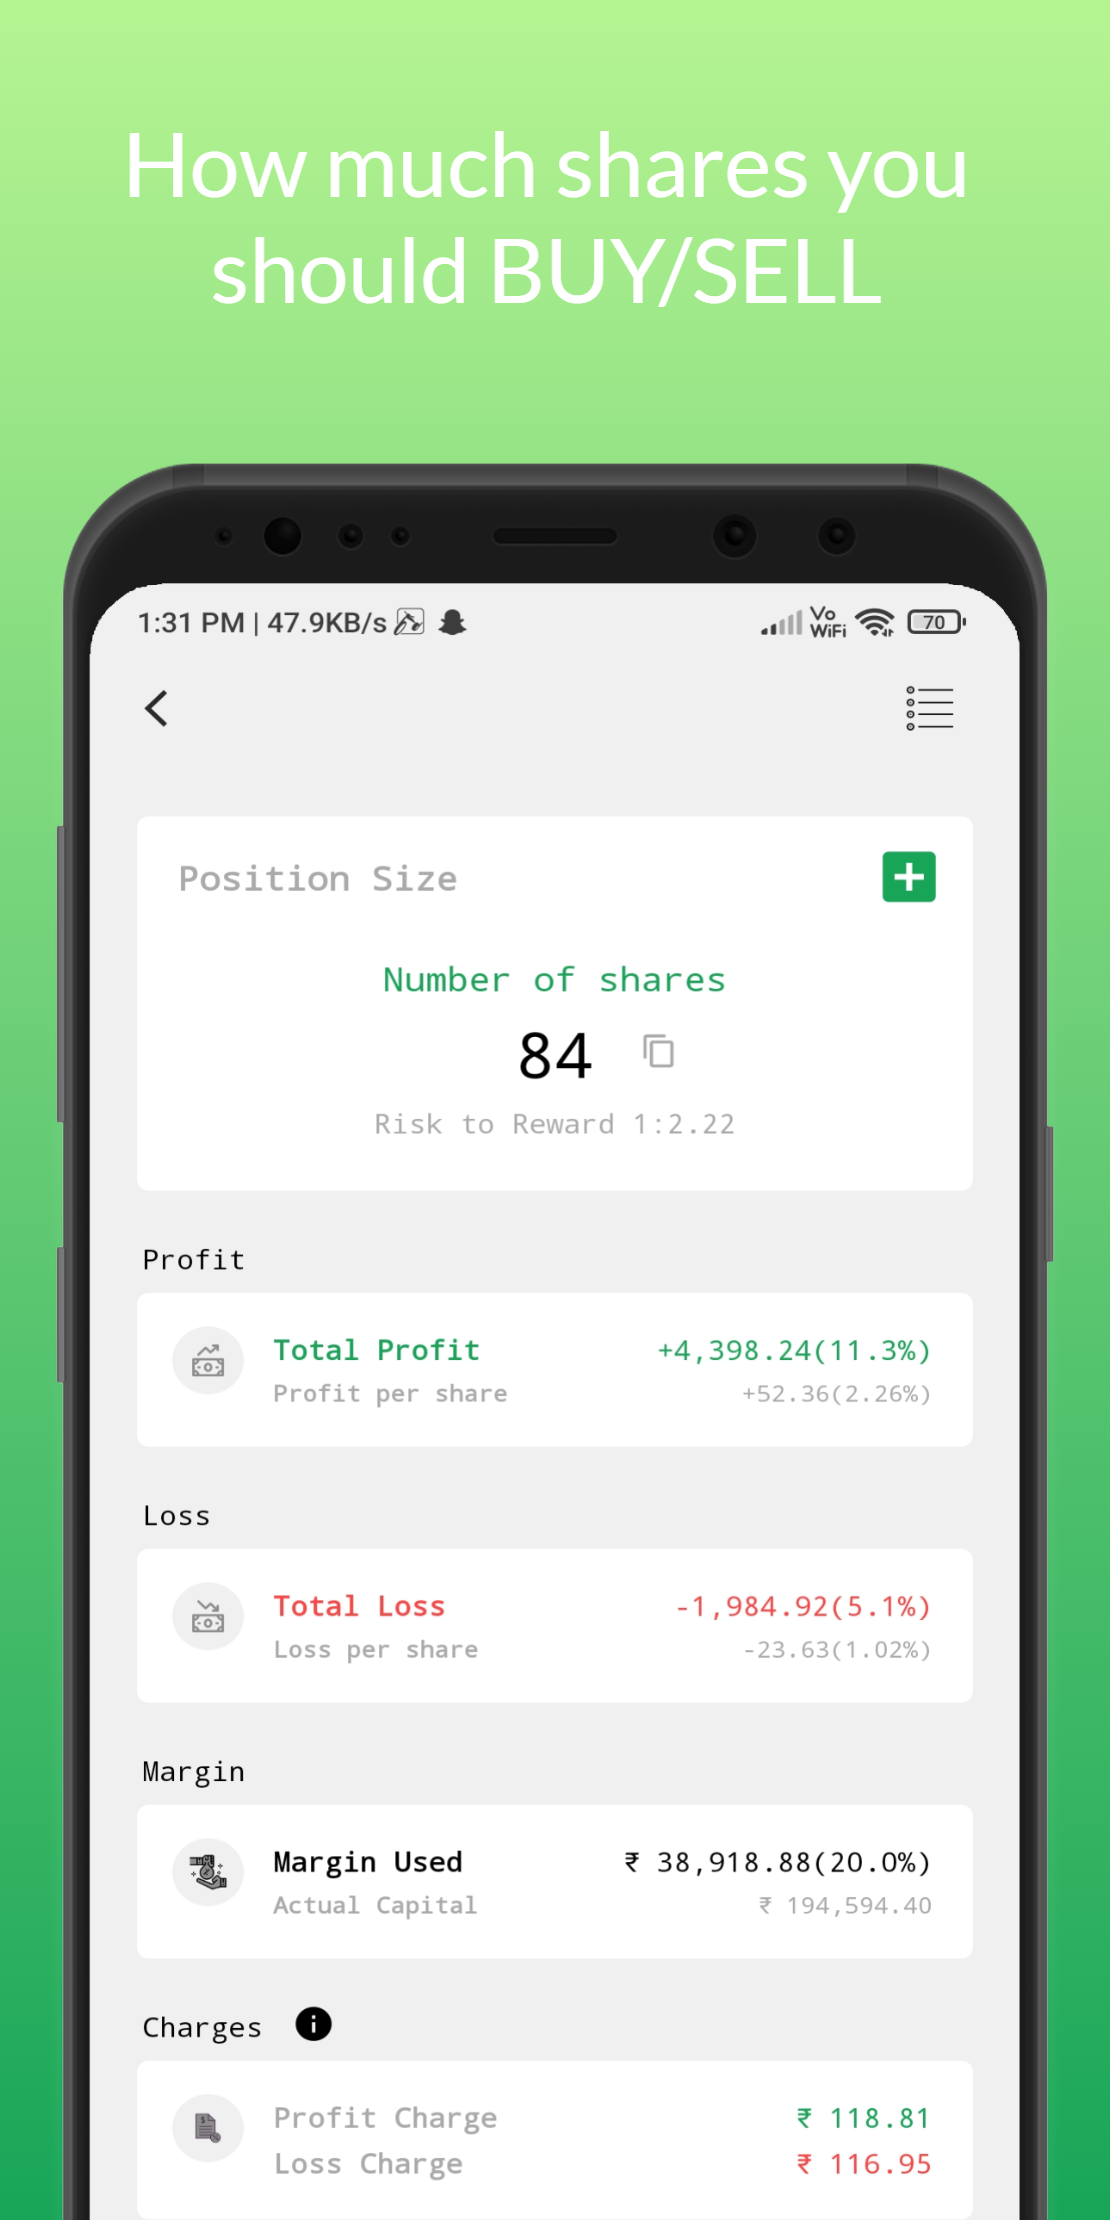 How much shares you
should BUY/SELL
1:31 PM | 47.9KB/s
Vo
WiFi
70
Position Size
Number of shares
84
Risk to Reward 1:2.22
Profit
Total Profit +4,398.24(11.3%)
Profit per share +52.36(2.26%)
Loss
Total Loss -1,984.92(5.1%)
Loss per share -23.63(1.02%)
Margin
Margin Used ₹ 38,918.88(20.0%)
Actual Capital ₹ 194,594.40
Charges
Profit Charge ₹ 118.81
Loss Charge ₹ 116.95